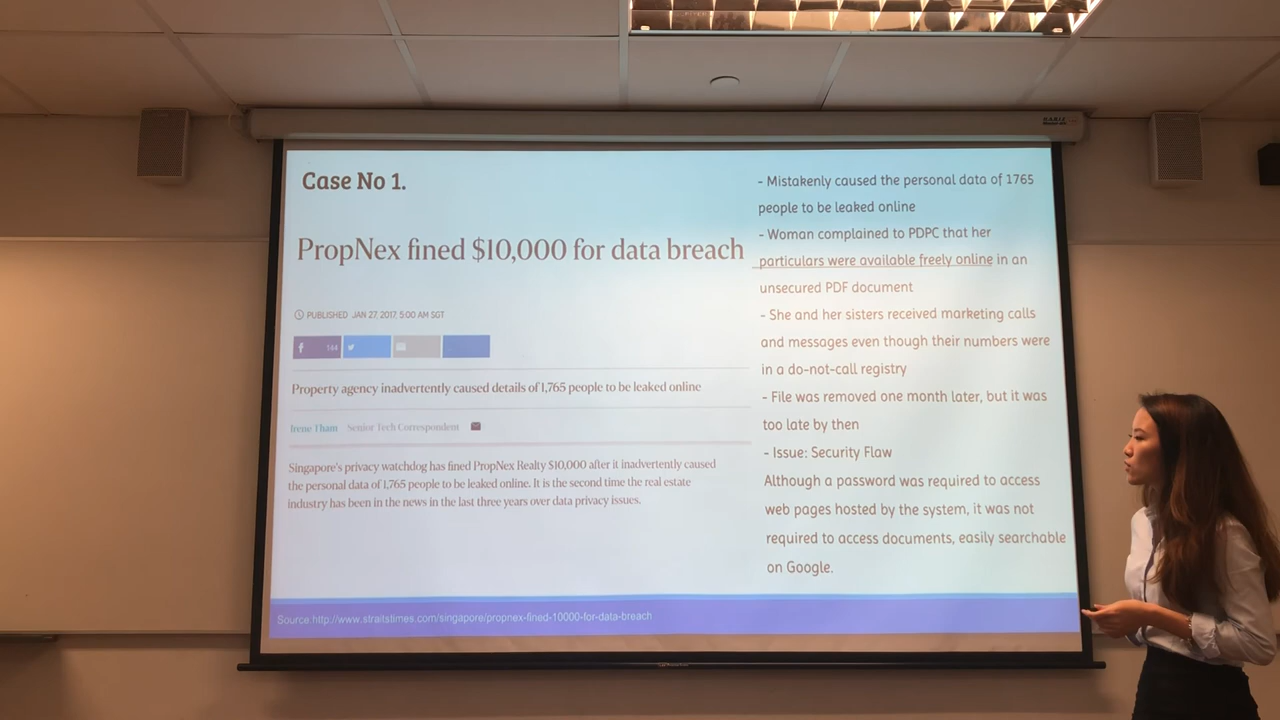 Case No 1.
PropNex fined $10,000 for data breach
PUBLISHED JAN 27, 2017, 5:00 AM SGT
144
Property agency inadvertently caused details of 1,765 people to be leaked online
Irene Tham Senior Tech Correspondent
Singapore's privacy watchdog has fined PropNex Realty $10,000 after it inadvertently caused
the personal data of 1,765 people to be leaked online. It is the second time the real estate
industry has been in the news in the last three years over data privacy issues.
- Mistakenly caused the personal data of 1765
people to be leaked online
- Woman complained to PDPC that her
particulars were available freely online in an
unsecured PDF document
- She and her sisters received marketing calls
and messages even though their numbers were
in a do-not-call registry
- File was removed one month later, but it was
too late by then
- Issue: Security Flaw
Although a password was required to access
web pages hosted by the system, it was not
required to access documents, easily searchable
on Google.
Source http://www.straitstimes.com/singapore/propnex-fined-10000-for-data-breach